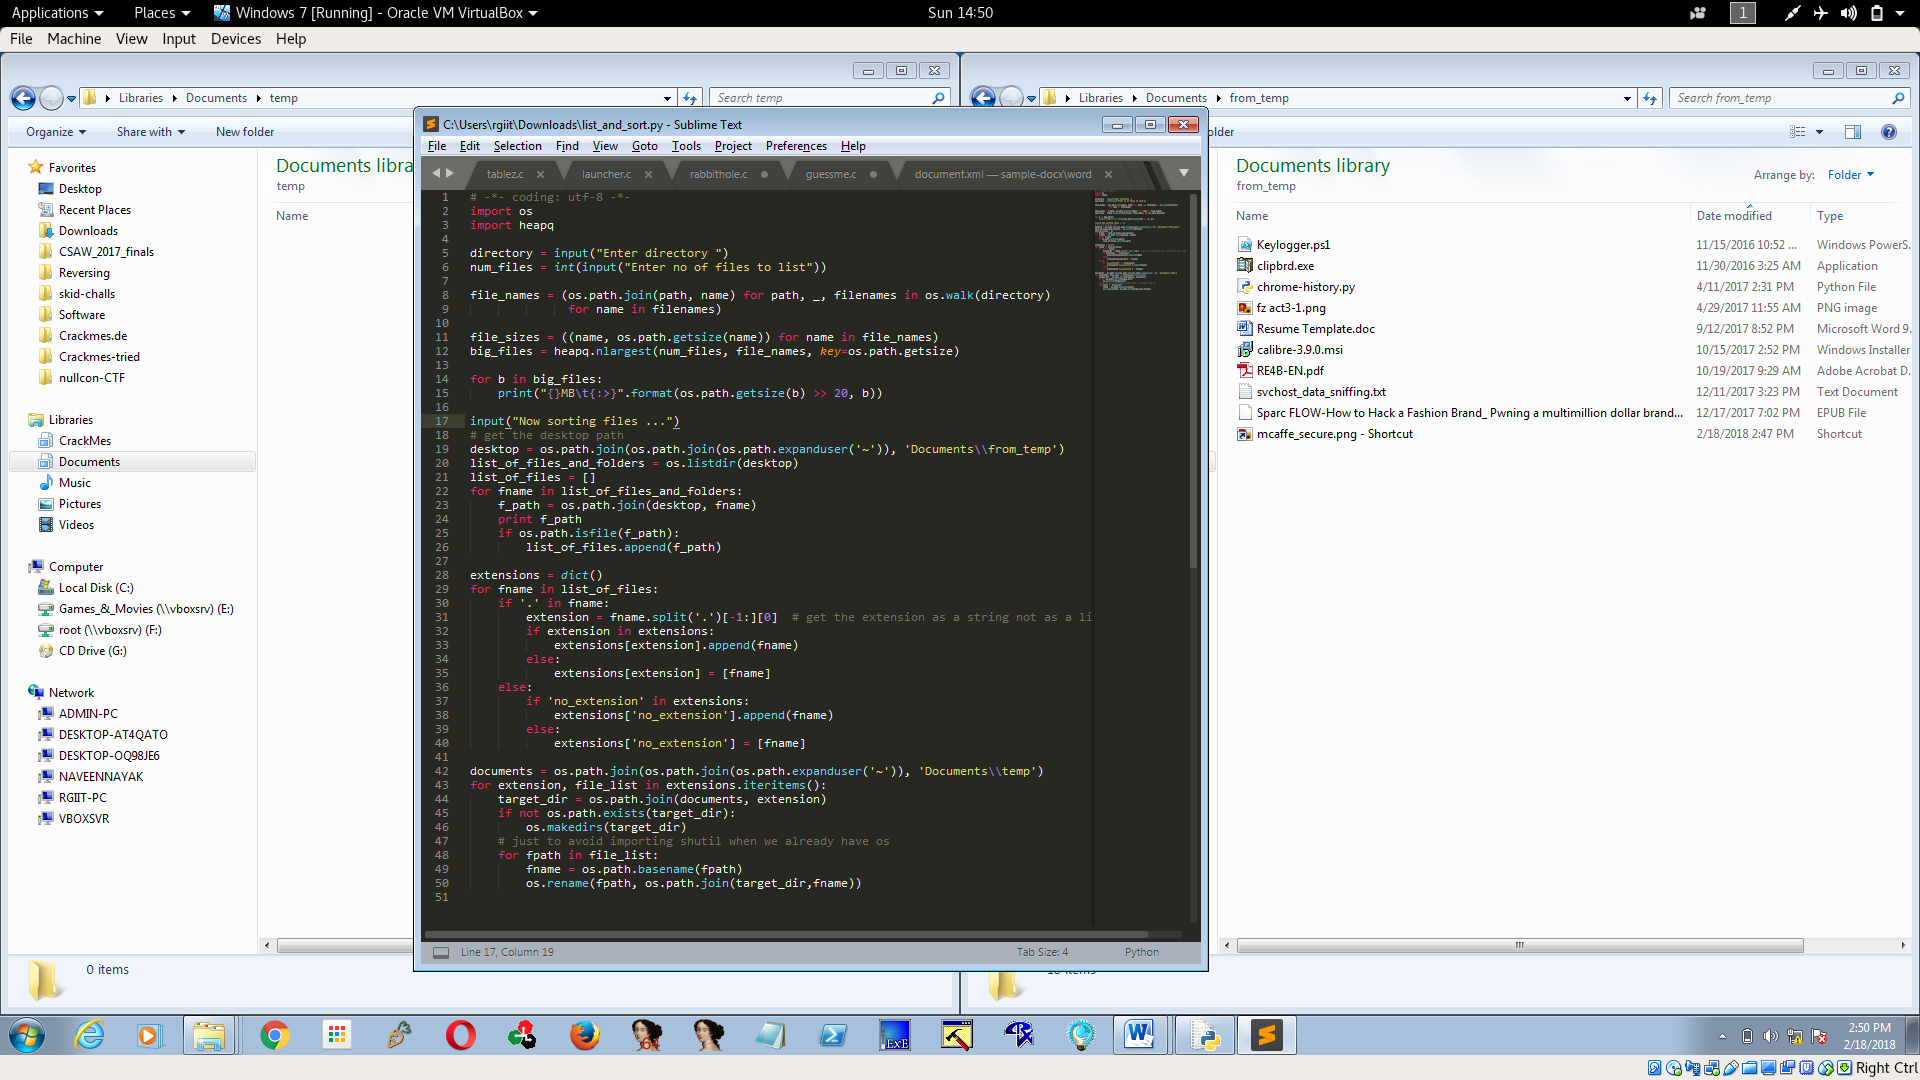 Applications Places Windows 7 [Running] - Oracle VM VirtualBox Sun 14:50 1
File Machine View Input Devices Help
Libraries Documents temp Search temp
Libraries Documents from_temp Search from_temp
Organize Share with New folder
Favorites
Desktop
Recent Places
Downloads
CSAW_2017_finals
Reversing
skid-challs
Software
Crackmes.de
Crackmes-tried
nullcon-CTF
Libraries
CrackMes
Documents
Music
Pictures
Videos
Computer
Local Disk (C:)
Games_&_Movies (\\vboxsrv) (E:)
root (\\vboxsrv) (F:)
CD Drive (G:)
Network
ADMIN-PC
DESKTOP-AT4QATO
DESKTOP-OQ98JE6
NAVEENNAYAK
RGIIT-PC
VBOXSVR
Documents libra
temp
Name
0 items
C:\Users\rgiit\Downloads\list_and_sort.py - Sublime Text
File Edit Selection Find View Goto Tools Project Preferences Help
tablez.c launcher.c rabbithole.c guessme.c document.xml — sample-docx\word
1 # -*- coding: utf-8 -*-
2 import os
3 import heapq
4
5 directory = input("Enter directory ")
6 num_files = int(input("Enter no of files to list"))
7
8 file_names = (os.path.join(path, name) for path, _, filenames in os.walk(directory)
9 for name in filenames)
10
11 file_sizes = ((name, os.path.getsize(name)) for name in file_names)
12 big_files = heapq.nlargest(num_files, file_names, key=os.path.getsize)
13
14 for b in big_files:
15 print("{}MB\t{:>}".format(os.path.getsize(b) >> 20, b))
16
17 input("Now sorting files ...")
18 # get the desktop path
19 desktop = os.path.join(os.path.join(os.path.expanduser('~')), 'Documents\\from_temp')
20 list_of_files_and_folders = os.listdir(desktop)
21 list_of_files = []
22 for fname in list_of_files_and_folders:
23 f_path = os.path.join(desktop, fname)
24 print f_path
25 if os.path.isfile(f_path):
26 list_of_files.append(f_path)
27
28 extensions = dict()
29 for fname in list_of_files:
30 if '.' in fname:
31 extension = fname.split('.')[-1:][0] # get the extension as a string not as a li
32 if extension in extensions:
33 extensions[extension].append(fname)
34 else:
35 extensions[extension] = [fname]
36 else:
37 if 'no_extension' in extensions:
38 extensions['no_extension'].append(fname)
39 else:
40 extensions['no_extension'] = [fname]
41
42 documents = os.path.join(os.path.join(os.path.expanduser('~')), 'Documents\\temp')
43 for extension, file_list in extensions.iteritems():
44 target_dir = os.path.join(documents, extension)
45 if not os.path.exists(target_dir):
46 os.makedirs(target_dir)
47 # just to avoid importing shutil when we already have os
48 for fpath in file_list:
49 fname = os.path.basename(fpath)
50 os.rename(fpath, os.path.join(target_dir,fname))
51
Line 17, Column 19 Tab Size: 4 Python
older
Documents library
from_temp
Arrange by: Folder
Name Date modified Type
Keylogger.ps1 11/15/2016 10:52 ... Windows PowerS.
clipbrd.exe 11/30/2016 3:25 AM Application
chrome-history.py 4/11/2017 2:31 PM Python File
fz act3-1.png 4/29/2017 11:55 AM PNG image
Resume Template.doc 9/12/2017 8:52 PM Microsoft Word 9.
calibre-3.9.0.msi 10/15/2017 2:52 PM Windows Installer
RE4B-EN.pdf 10/19/2017 9:29 AM Adobe Acrobat D.
svchost_data_sniffing.txt 12/11/2017 3:23 PM Text Document
Sparc FLOW-How to Hack a Fashion Brand_ Pwning a multimillion dollar brand... 12/17/2017 7:02 PM EPUB File
mcaffe_secure.png - Shortcut 2/18/2018 2:47 PM Shortcut
64
ExE
2:50 PM
2/18/2018
Right Ctrl